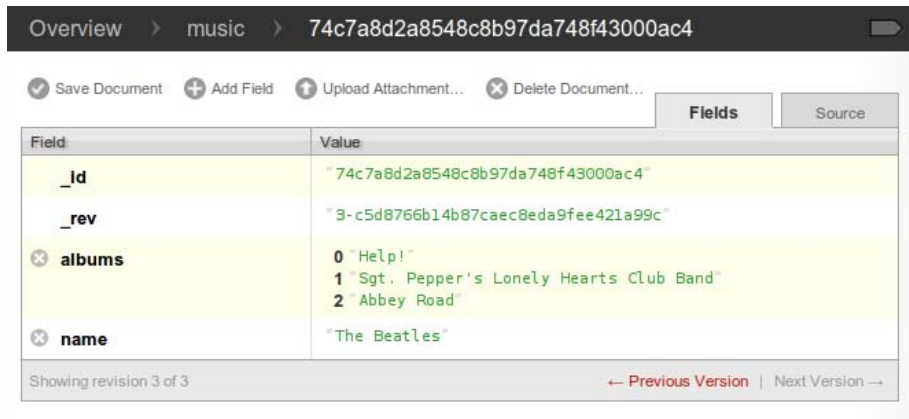 Overview music 74c7a8d2a8548c8b97da748f43000ac4
Save Document Add Field Upload Attachment... Delete Document...
Fields Source
Field Value
_id "74c7a8d2a8548c8b97da748f43000ac4"
_rev "3-c5d8766b14b87caec8eda9fee421a99c"
albums 0 "Help!"
1 "Sgt. Pepper's Lonely Hearts Club Band"
2 "Abbey Road"
name "The Beatles"
Showing revision 3 of 3 ← Previous Version | Next Version →